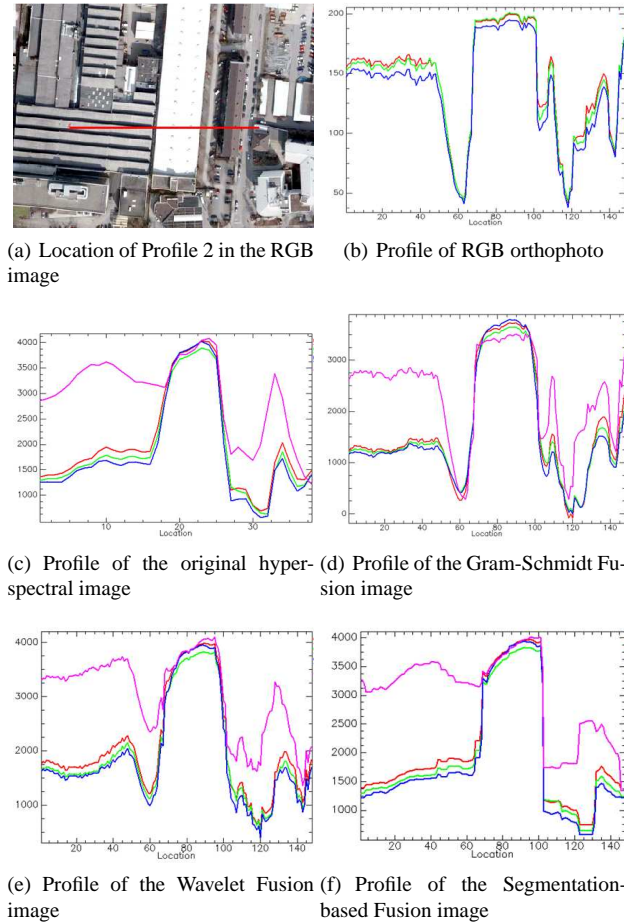 200
150
100
50
0 20 40 60 80 100 120 140
Location
(a) Location of Profile 2 in the RGB
image
(b) Profile of RGB orthophoto
4000
3500
3000
2500
2000
1500
1000
10 20 30
Location
3000
2000
1000
0
0 20 40 60 80 100 120 140
Location
(c) Profile of the original hyper-
spectral image
(d) Profile of the Gram-Schmidt Fu-
sion image
4000
3000
2000
1000
0 20 40 60 80 100 120 140
Location
4000
3500
3000
2500
2000
1500
1000
0 20 40 60 80 100 120 140
Location
(e) Profile of the Wavelet Fusion
image
(f) Profile of the Segmentation-
based Fusion image